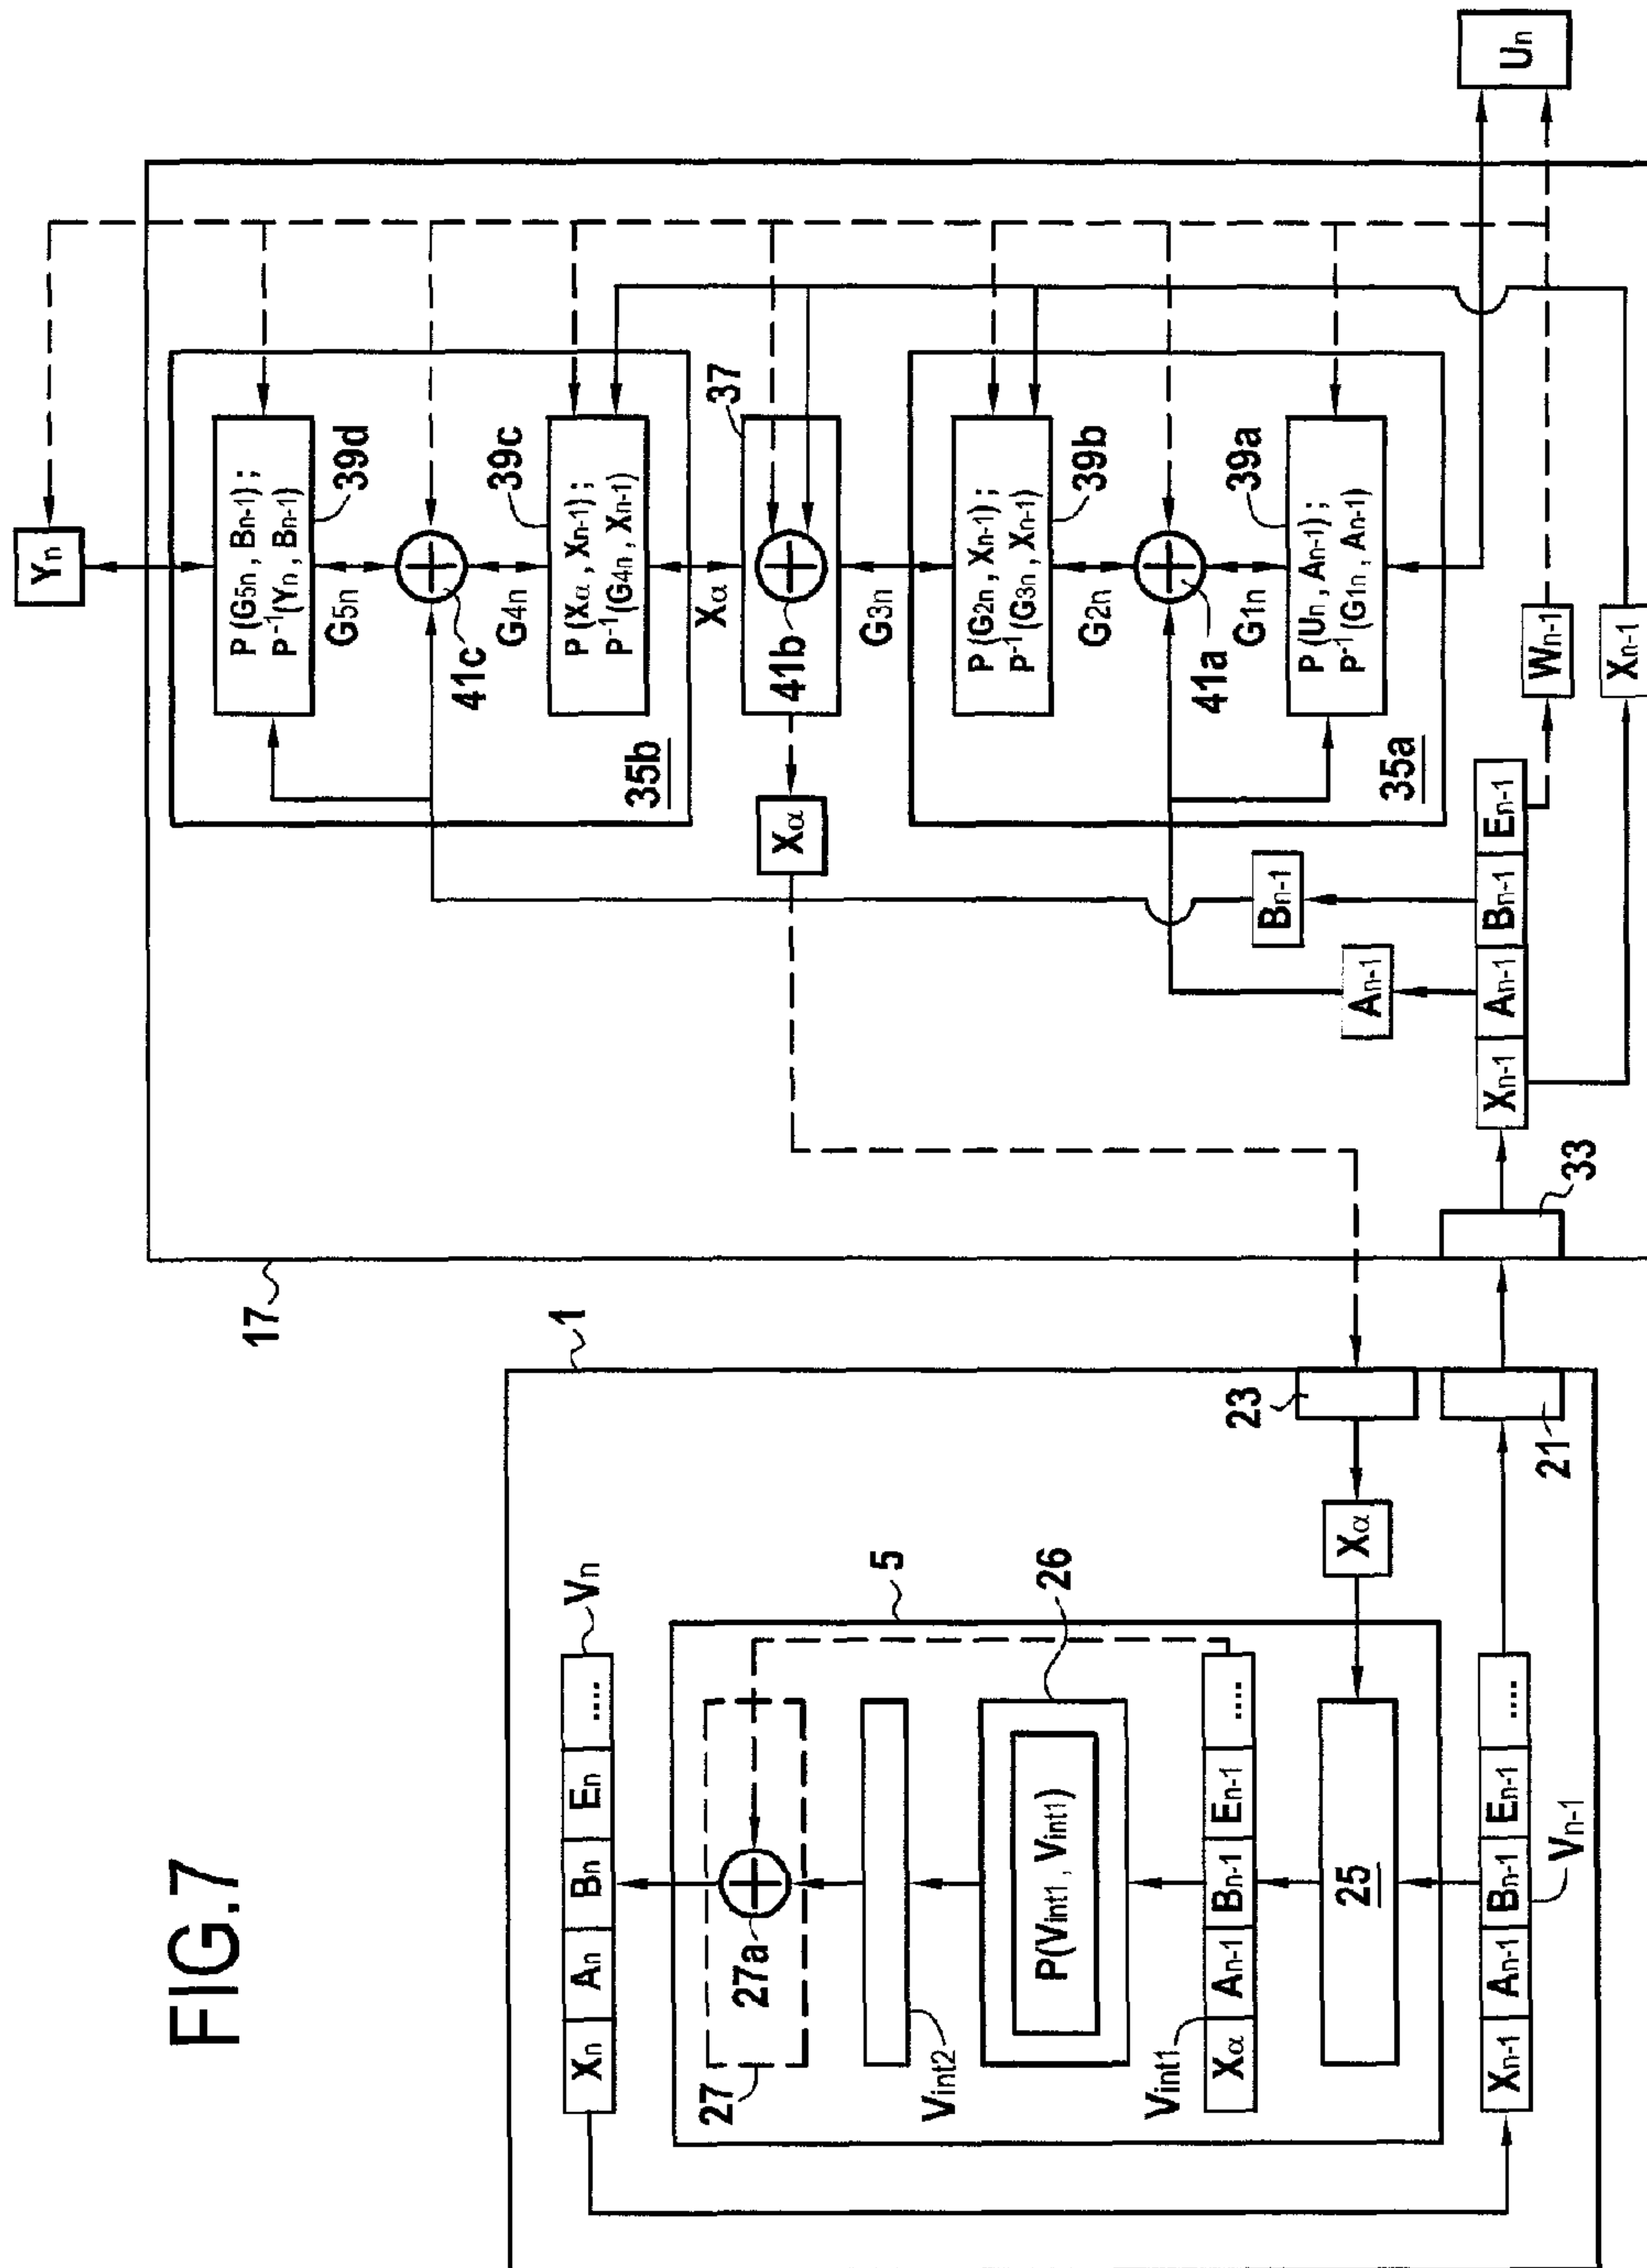 FIG.7
17
1
Yn
P (G5n , Bn-1) ;
P-1(Yn , Bn-1)
39d
G5n
41c
G4n
P (Xα , Xn-1) ;
P-1(G4n , Xn-1)
39c
35b
Xα
37
41b
Xα
G3n
P (G2n , Xn-1) ;
P-1(G3n , Xn-1)
39b
G2n
41a
G1n
P (Un , An-1) ;
P-1(G1n , An-1)
39a
35a
Un
Bn-1
An-1
Wn-1
Xn-1
Xn-1 An-1 Bn-1 En-1
33
23
21
Xα
Vn
Xn An Bn En ....
5
27
27a
Vint2
26
P(Vint1 , Vint1)
Vint1
Xα An-1 Bn-1 En-1 ....
25
Xn-1 An-1 Bn-1 En-1 ....
Vn-1